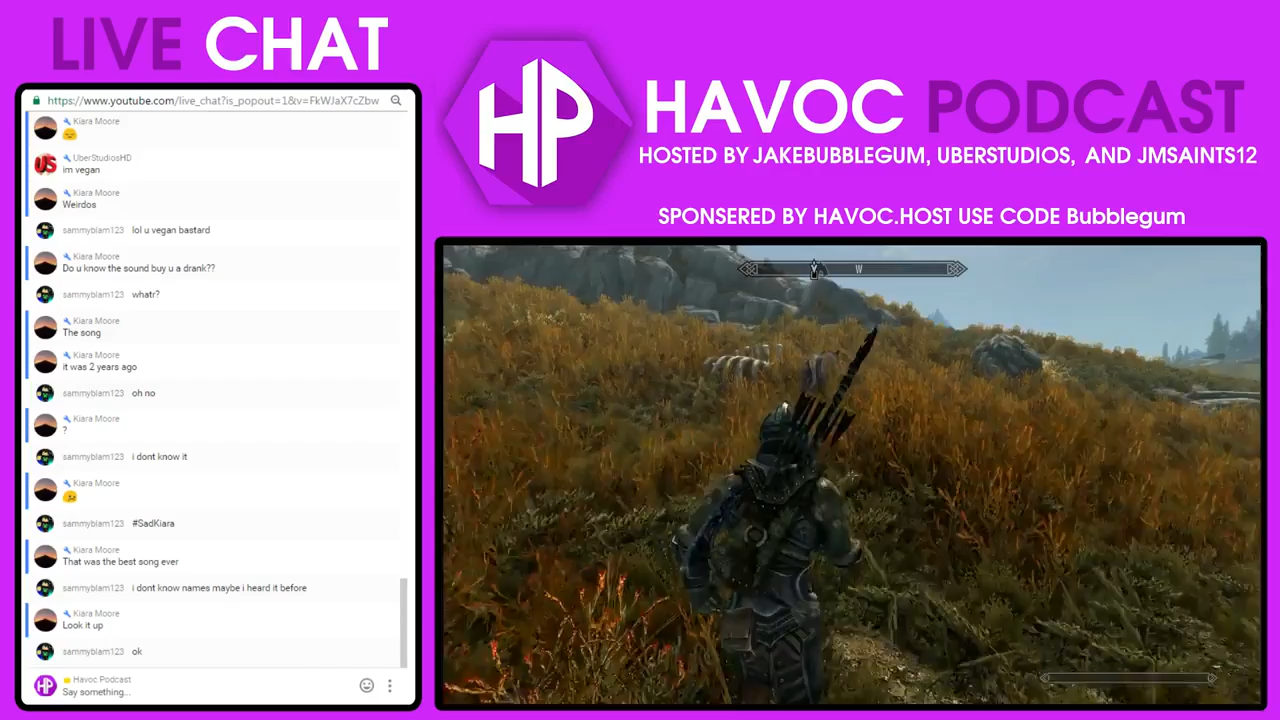 LIVE CHAT
https://www.youtube.com/live_chat?is_popout=1&v=FkWJaX7cZbw
Kiara Moore
US
UberStudiosHD
im vegan
Kiara Moore
Weirdos
sammyblam123 lol u vegan bastard
Kiara Moore
Do u know the sound buy u a drank??
sammyblam123 whatr?
Kiara Moore
The song
Kiara Moore
it was 2 years ago
sammyblam123 oh no
Kiara Moore
?
sammyblam123 i dont know it
Kiara Moore
sammyblam123 #SadKiara
Kiara Moore
That was the best song ever
sammyblam123 i dont know names maybe i heard it before
Kiara Moore
Look it up
sammyblam123 ok
HP
Havoc Podcast
Say something...
HP
HAVOC PODCAST
HOSTED BY JAKEBUBBLEGUM, UBERSTUDIOS, AND JMSAINTS12
SPONSERED BY HAVOC.HOST USE CODE Bubblegum
W